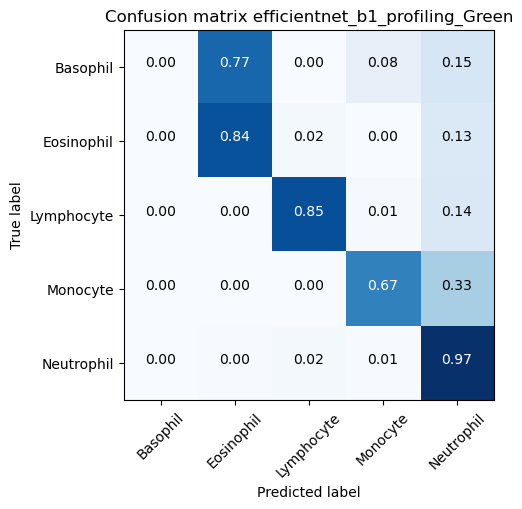 Confusion matrix efficientnet_b1_profiling_Green
Basophil 0.00 0.77 0.00 0.08 0.15
Eosinophil 0.00 0.84 0.02 0.00 0.13
Lymphocyte 0.00 0.00 0.85 0.01 0.14
Monocyte 0.00 0.00 0.00 0.67 0.33
Neutrophil 0.00 0.00 0.02 0.01 0.97
True label
Basophil Eosinophil Lymphocyte Monocyte Neutrophil
Predicted label